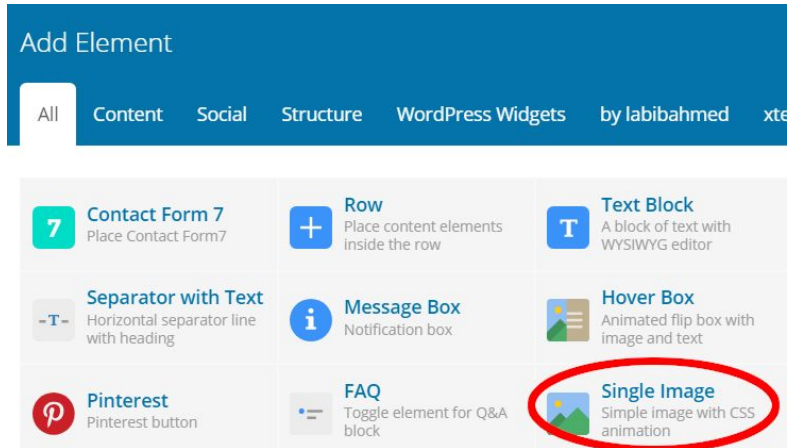 Add Element
All Content Social Structure WordPress Widgets by labibahmed xte
7 Contact Form 7
Place Contact Form7
Row
Place content elements
inside the row
T Text Block
A block of text with
WYSIWYG editor
-T- Separator with Text
Horizontal separator line
with heading
i Message Box
Notification box
Hover Box
Animated flip box with
image and text
Pinterest
Pinterest button
FAQ
Toggle element for Q&A
block
Single Image
Simple image with CSS
animation